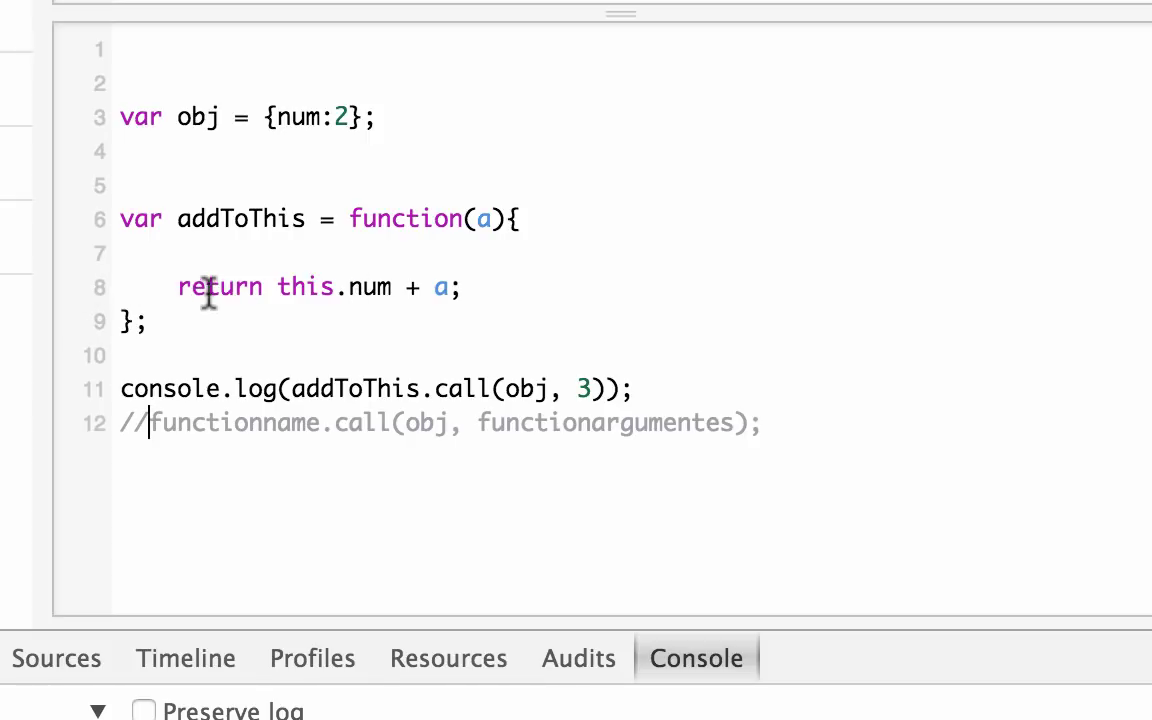 1
2
3 var obj = {num:2};
4
5
6 var addToThis = function(a){
7
8 return this.num + a;
9 };
10
11 console.log(addToThis.call(obj, 3));
12 //functionname.call(obj, functionargumentes);
Sources Timeline Profiles Resources Audits Console
▼ Preserve log